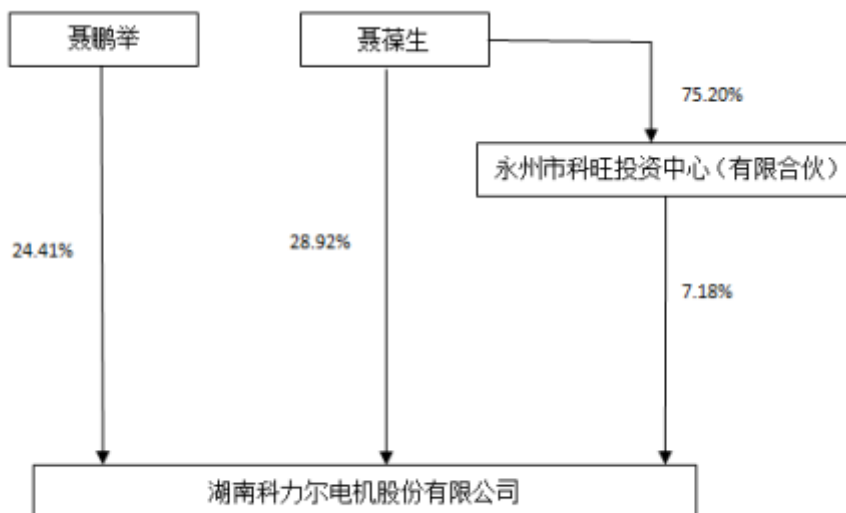 聂鹏举
聂葆生
75.20%
永州市科旺投资中心（有限合伙）
24.41%
28.92%
7.18%
湖南科力尔电机股份有限公司